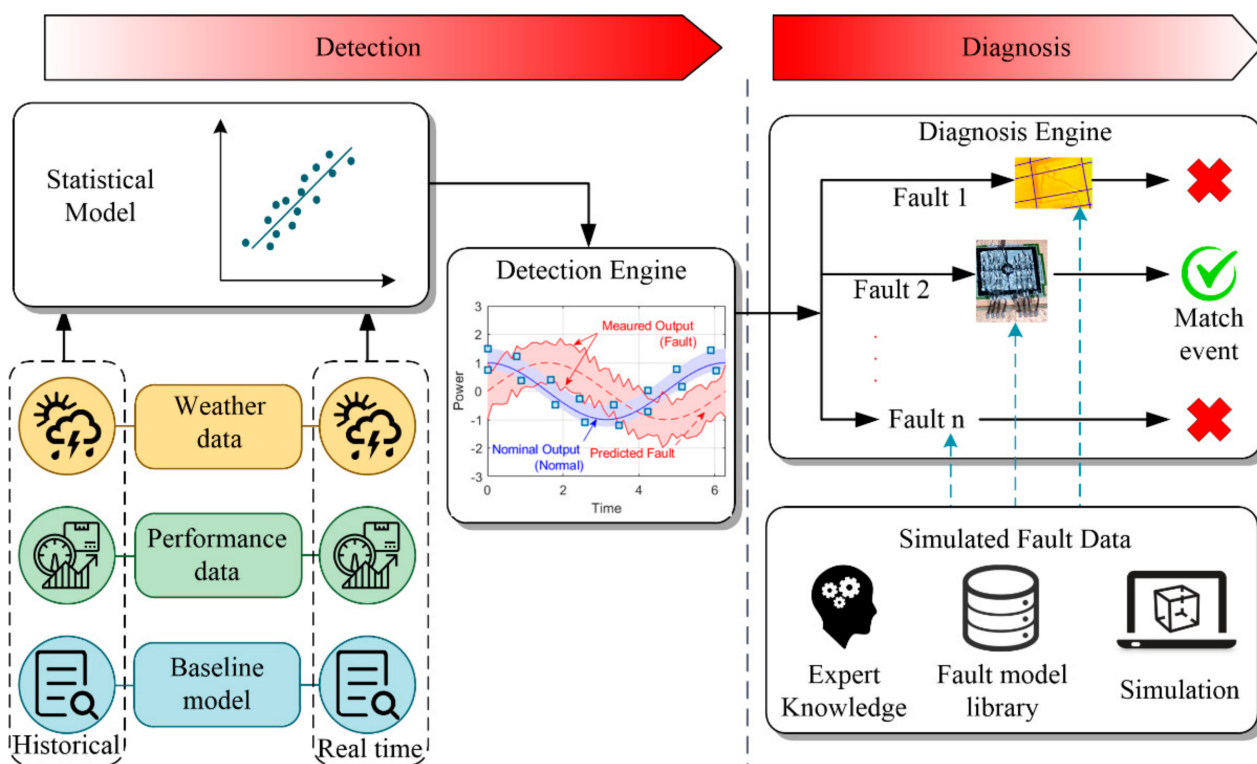 Detection
Diagnosis
Statistical
Model
Diagnosis Engine
Fault 1
Fault 2
Match
event
Fault n
Detection Engine
3
2
1
0
-1
-2
-3
Power
Meaured Output
(Fault)
Nominal Output
(Normal)
Predicted Fault
0
2
4
6
Time
Weather
data
Performance
data
Baseline
model
Historical
Real time
Simulated Fault Data
Expert
Knowledge
Fault model
library
Simulation